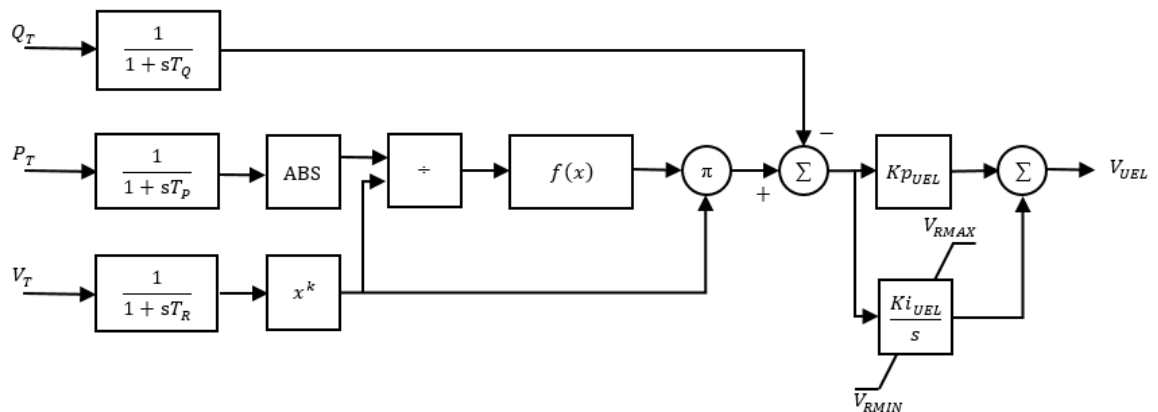 Q_T
1
1 + sT_Q
−
P_T
1
1 + sT_P
ABS
÷
f(x)
π
+
Σ
Kp_UEL
Σ
V_UEL
V_T
1
1 + sT_R
x^k
V_RMAX
Ki_UEL
s
V_RMIN